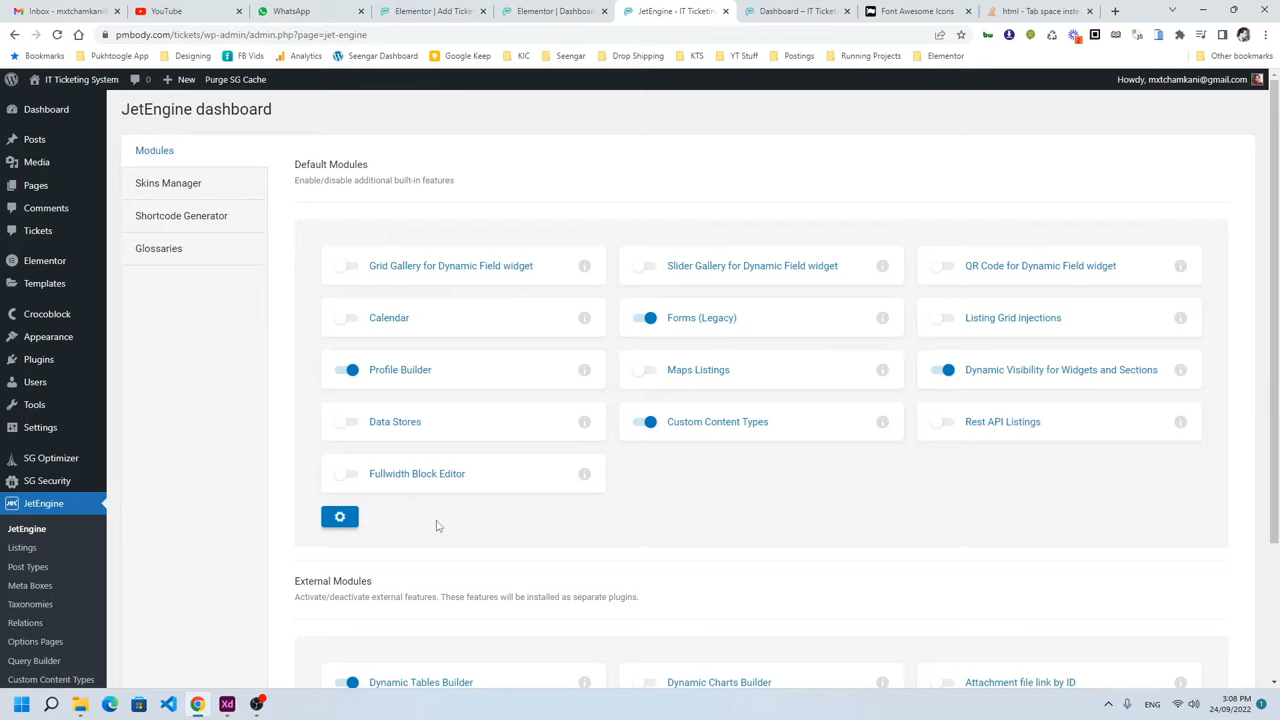 Inbox - mxtchamkani@
YouTube
WhatsApp
Elementor | Add Ticket
Elementor | Dashboard
JetEngine ‹ IT Ticketing
Dashboard – IT Tickets
Font Awesome Icons
html - Tab space inste
pmbody.com/tickets/wp-admin/admin.php?page=jet-engine
Bookmarks
Pukhtoogle App
Designing
FB Vids
Analytics
Seengar Dashboard
Google Keep
KIC
Seengar
Drop Shipping
KTS
YT Stuff
Postings
Running Projects
Elementor
Other bookmarks
IT Ticketing System
0
New
Purge SG Cache
Howdy, mxtchamkani@gmail.com
Dashboard
Posts
Media
Pages
Comments
Tickets
Elementor
Templates
Crocoblock
Appearance
Plugins
Users
Tools
Settings
SG Optimizer
SG Security
JetEngine
JetEngine
Listings
Post Types
Meta Boxes
Taxonomies
Relations
Options Pages
Query Builder
Custom Content Types
JetEngine dashboard
Modules
Skins Manager
Shortcode Generator
Glossaries
Default Modules
Enable/disable additional built-in features
Grid Gallery for Dynamic Field widget
Slider Gallery for Dynamic Field widget
QR Code for Dynamic Field widget
Calendar
Forms (Legacy)
Listing Grid injections
Profile Builder
Maps Listings
Dynamic Visibility for Widgets and Sections
Data Stores
Custom Content Types
Rest API Listings
Fullwidth Block Editor
External Modules
Activate/deactivate external features. These features will be installed as separate plugins.
Dynamic Tables Builder
Dynamic Charts Builder
Attachment file link by ID
ENG
3:08 PM
24/09/2022